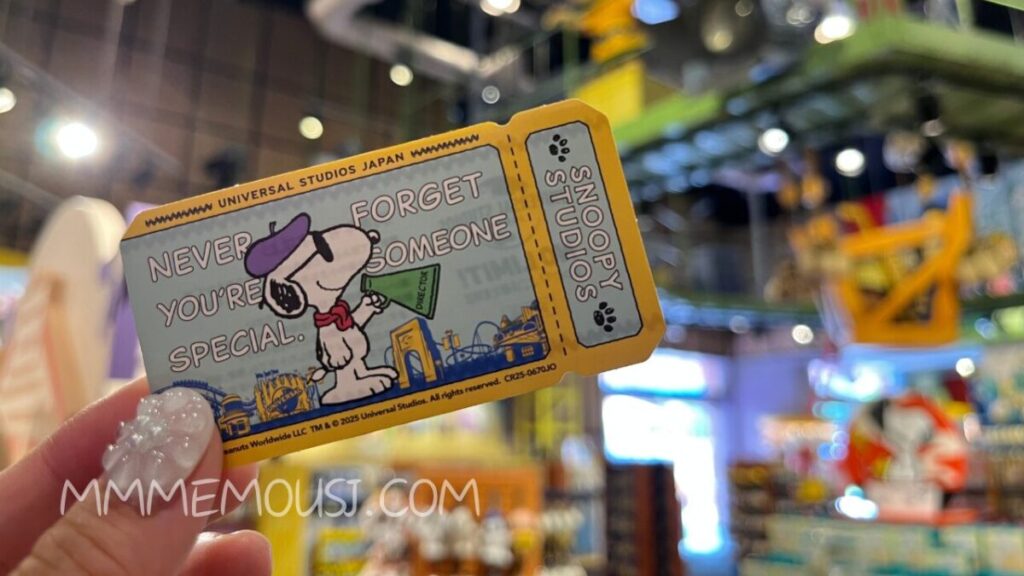 UNIVERSAL STUDIOS JAPAN
NEVER FORGET
YOU'RE SOMEONE
SPECIAL.
DIRECTOR
SNOOPY
STUDIOS
Peanuts Worldwide LLC TM & © 2025 Universal Studios. All rights reserved. CR25-0670JO
MMMEMOUSJ.COM